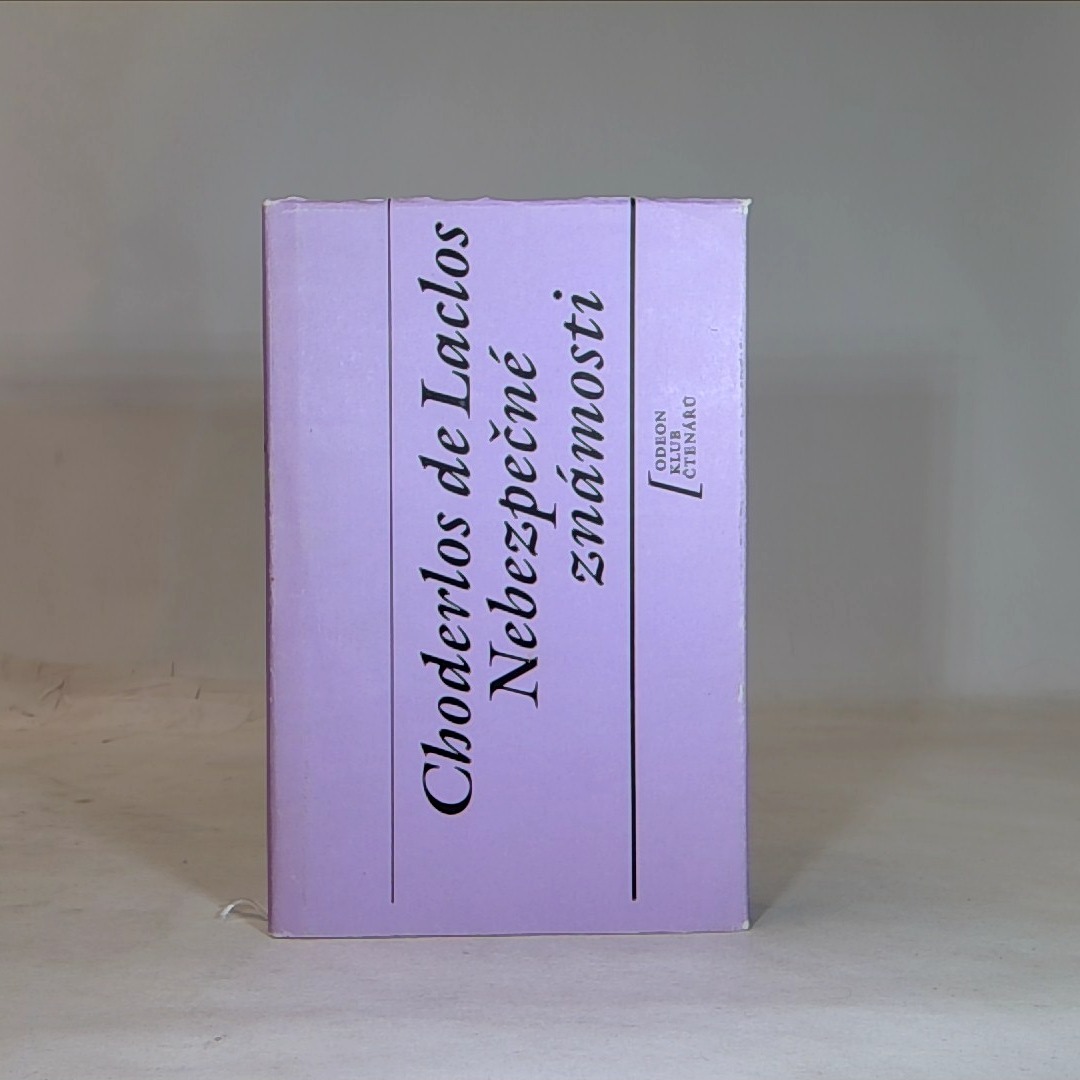 Choderlos de Laclos
Nebezpečné
známosti
ODEON
KLUB
ČTENÁŘŮ